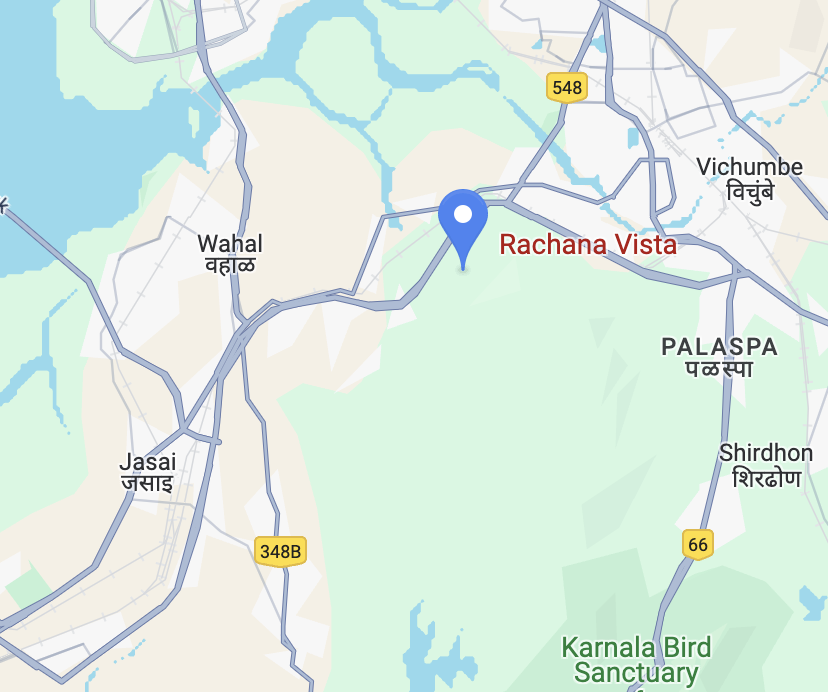 548
Vichumbe
विचुंबे
Wahal
वहाळ
Rachana Vista
PALASPA
पळस्पा
Jasai
जसाइ
Shirdhon
शिरढोण
348B
66
Karnala Bird
Sanctuary